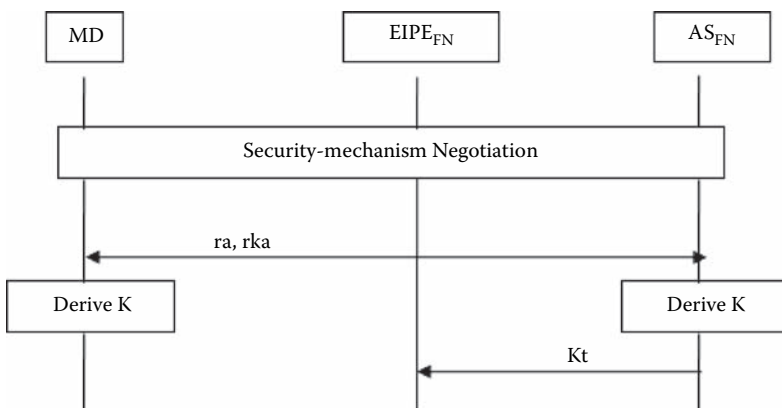 MD
EIPE_FN
AS_FN
Security-mechanism Negotiation
ra, rka
Derive K
Derive K
Kt